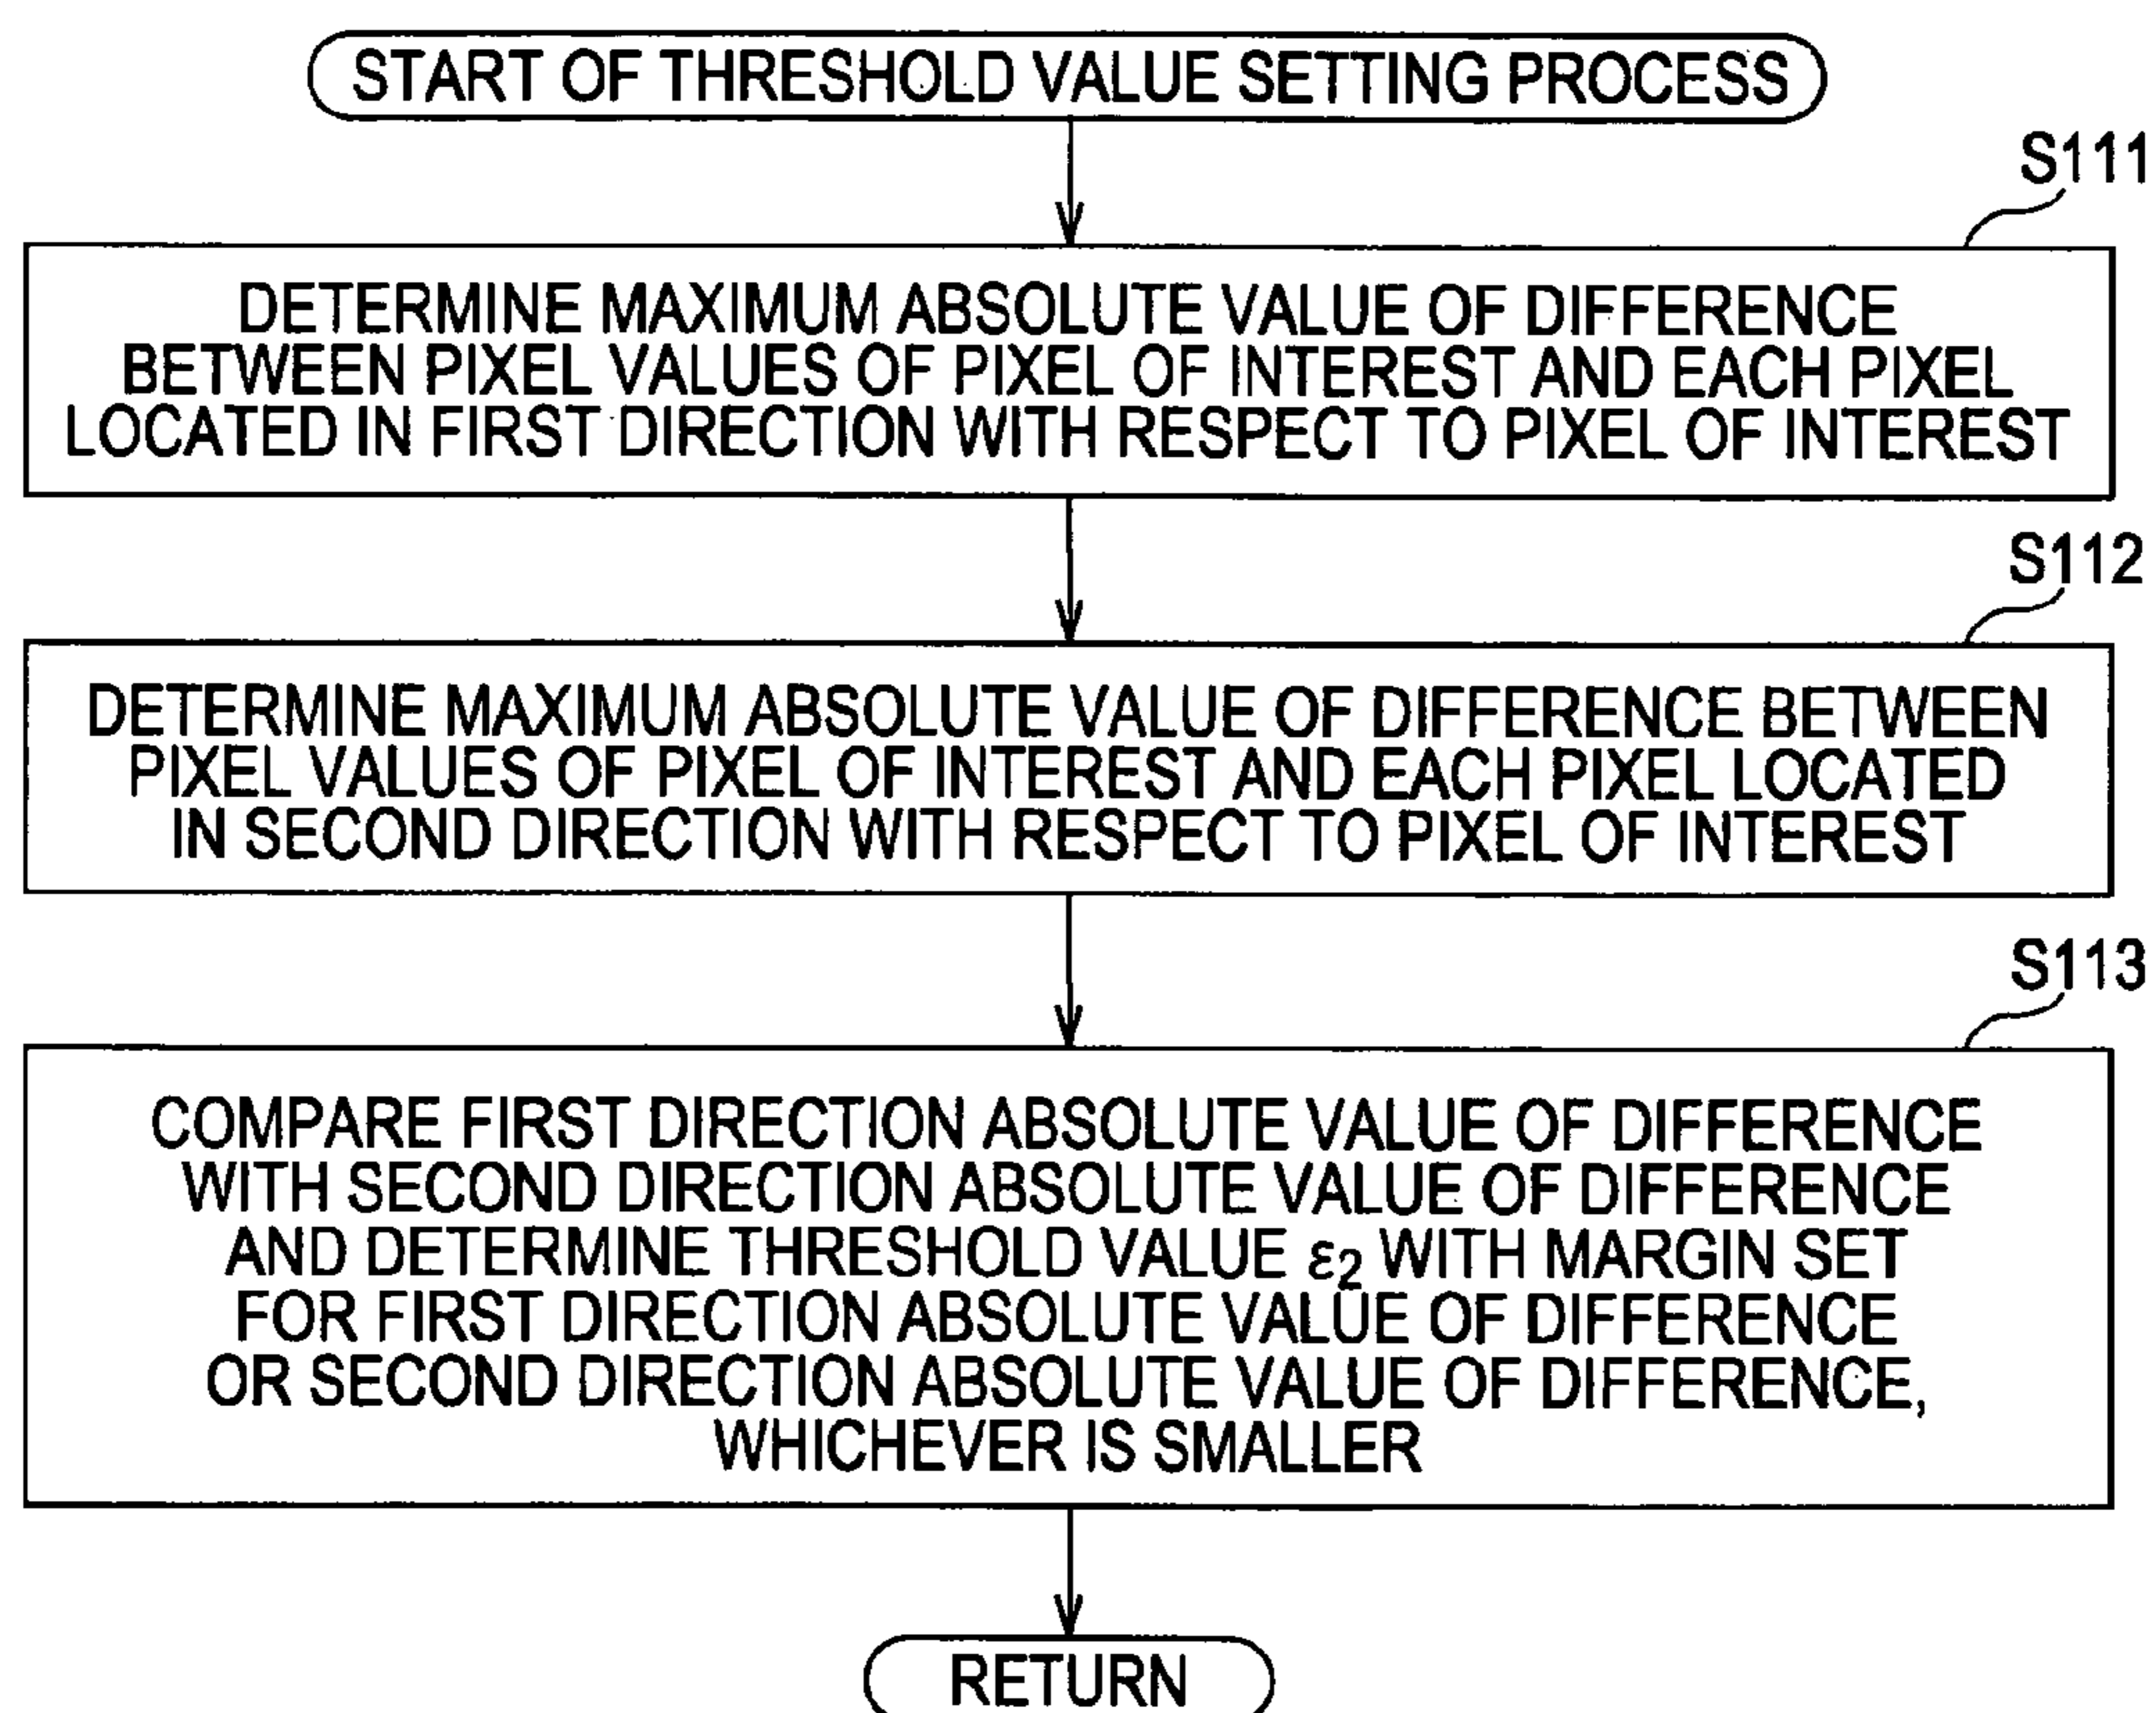 START OF THRESHOLD VALUE SETTING PROCESS
S111
DETERMINE MAXIMUM ABSOLUTE VALUE OF DIFFERENCE
BETWEEN PIXEL VALUES OF PIXEL OF INTEREST AND EACH PIXEL
LOCATED IN FIRST DIRECTION WITH RESPECT TO PIXEL OF INTEREST
S112
DETERMINE MAXIMUM ABSOLUTE VALUE OF DIFFERENCE BETWEEN
PIXEL VALUES OF PIXEL OF INTEREST AND EACH PIXEL LOCATED
IN SECOND DIRECTION WITH RESPECT TO PIXEL OF INTEREST
S113
COMPARE FIRST DIRECTION ABSOLUTE VALUE OF DIFFERENCE
WITH SECOND DIRECTION ABSOLUTE VALUE OF DIFFERENCE
AND DETERMINE THRESHOLD VALUE ε₂ WITH MARGIN SET
FOR FIRST DIRECTION ABSOLUTE VALUE OF DIFFERENCE
OR SECOND DIRECTION ABSOLUTE VALUE OF DIFFERENCE,
WHICHEVER IS SMALLER
RETURN